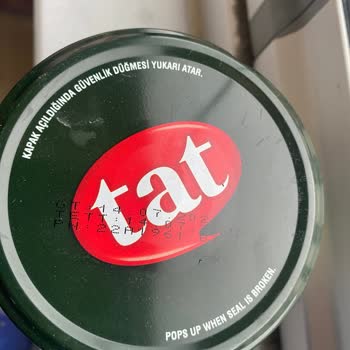 KAPAK AÇILDIĞINDA GÜVENLİK DÜĞMESİ YUKARI ATAR.
tat
POPS UP WHEN SEAL IS BROKEN.